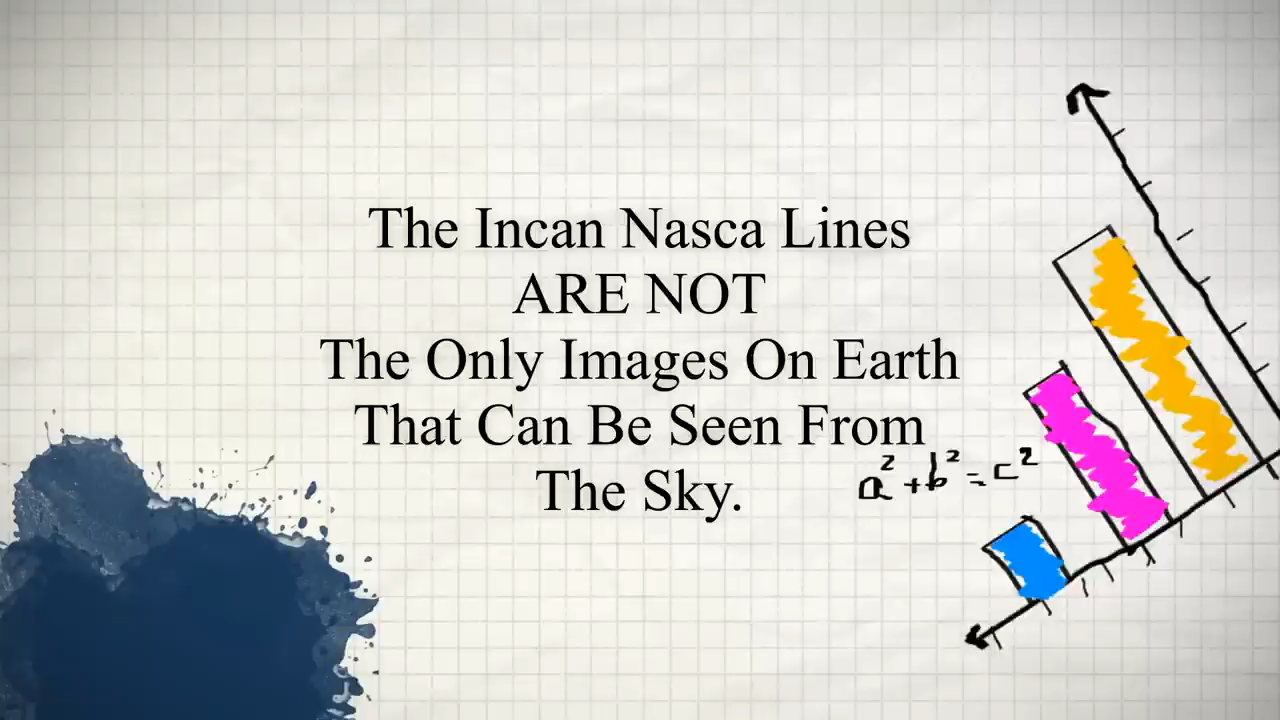 The Incan Nasca Lines
ARE NOT
The Only Images On Earth
That Can Be Seen From
The Sky.
a²+b²=c²